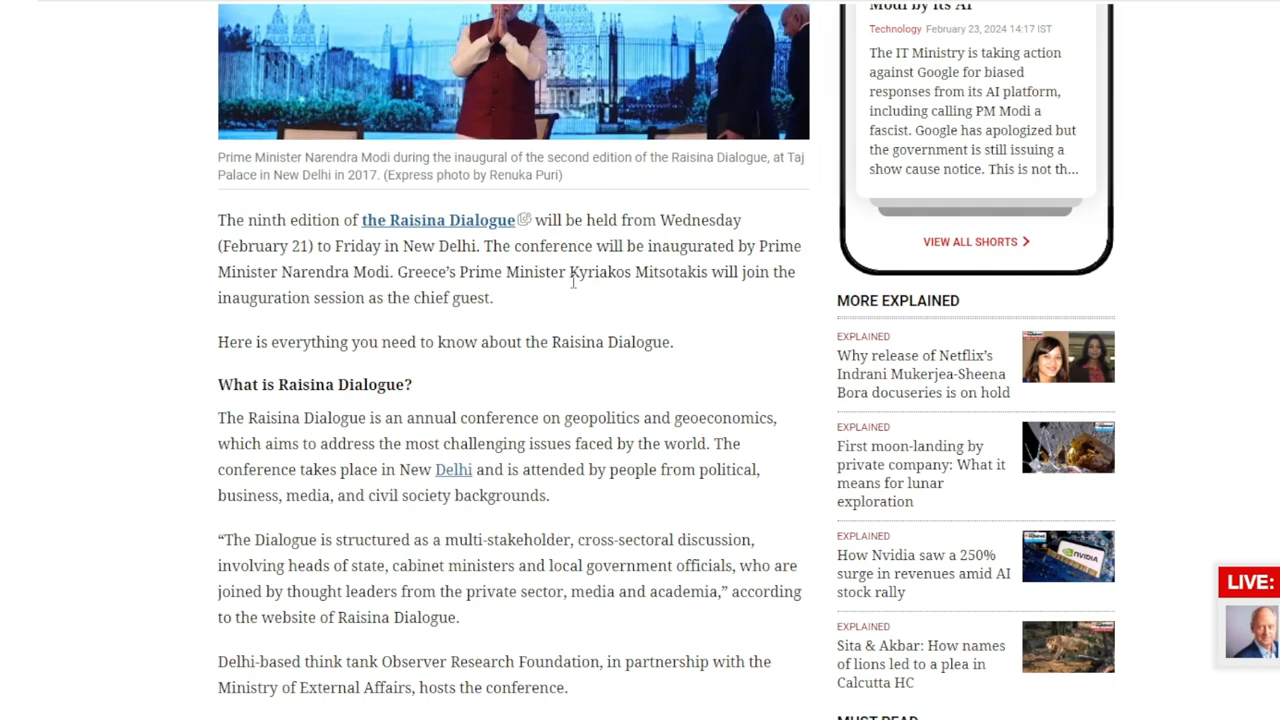 Prime Minister Narendra Modi during the inaugural of the second edition of the Raisina Dialogue, at Taj
Palace in New Delhi in 2017. (Express photo by Renuka Puri)
The ninth edition of the Raisina Dialogue will be held from Wednesday
(February 21) to Friday in New Delhi. The conference will be inaugurated by Prime
Minister Narendra Modi. Greece’s Prime Minister Kyriakos Mitsotakis will join the
inauguration session as the chief guest.
Here is everything you need to know about the Raisina Dialogue.
What is Raisina Dialogue?
The Raisina Dialogue is an annual conference on geopolitics and geoeconomics,
which aims to address the most challenging issues faced by the world. The
conference takes place in New Delhi and is attended by people from political,
business, media, and civil society backgrounds.
“The Dialogue is structured as a multi-stakeholder, cross-sectoral discussion,
involving heads of state, cabinet ministers and local government officials, who are
joined by thought leaders from the private sector, media and academia,” according
to the website of Raisina Dialogue.
Delhi-based think tank Observer Research Foundation, in partnership with the
Ministry of External Affairs, hosts the conference.
Modi by its AI
Technology February 23, 2024 14:17 IST
The IT Ministry is taking action
against Google for biased
responses from its AI platform,
including calling PM Modi a
fascist. Google has apologized but
the government is still issuing a
show cause notice. This is not th...
VIEW ALL SHORTS
MORE EXPLAINED
EXPLAINED
Why release of Netflix’s
Indrani Mukerjea-Sheena
Bora docuseries is on hold
EXPLAINED
First moon-landing by
private company: What it
means for lunar
exploration
EXPLAINED
How Nvidia saw a 250%
surge in revenues amid AI
stock rally
NVIDIA
EXPLAINED
Sita & Akbar: How names
of lions led to a plea in
Calcutta HC
MUST READ
LIVE: